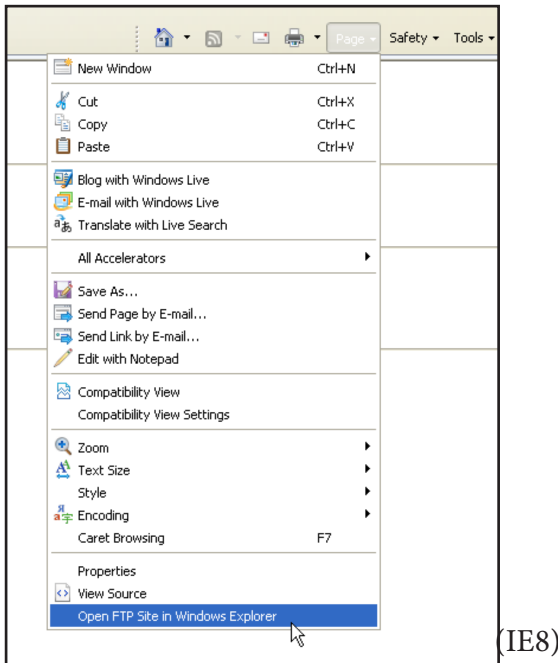 Page Safety Tools
New Window Ctrl+N
Cut Ctrl+X
Copy Ctrl+C
Paste Ctrl+V
Blog with Windows Live
E-mail with Windows Live
Translate with Live Search
All Accelerators
Save As...
Send Page by E-mail...
Send Link by E-mail...
Edit with Notepad
Compatibility View
Compatibility View Settings
Zoom
Text Size
Style
Encoding
Caret Browsing F7
Properties
View Source
Open FTP Site in Windows Explorer
(IE8)